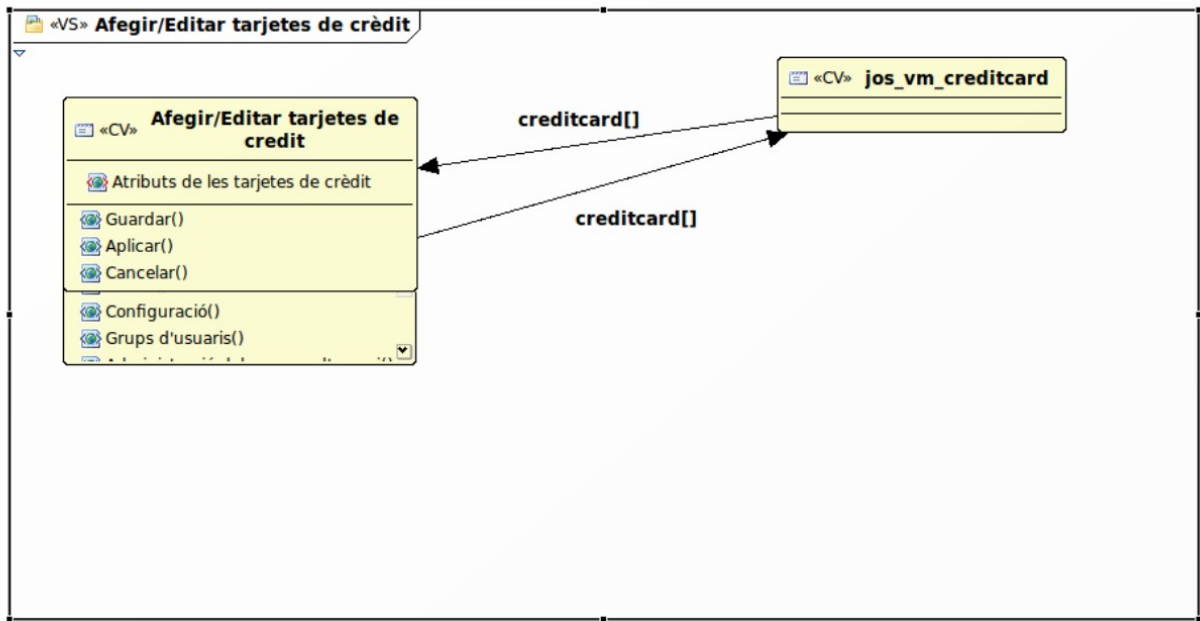 «VS» Afegir/Editar tarjetes de crèdit
«CV» jos_vm_creditcard
«CV» Afegir/Editar tarjetes de
credit
creditcard[]
Atributs de les tarjetes de crèdit
Guardar()
creditcard[]
Aplicar()
Cancelar()
Configuració()
Grups d'usuaris()